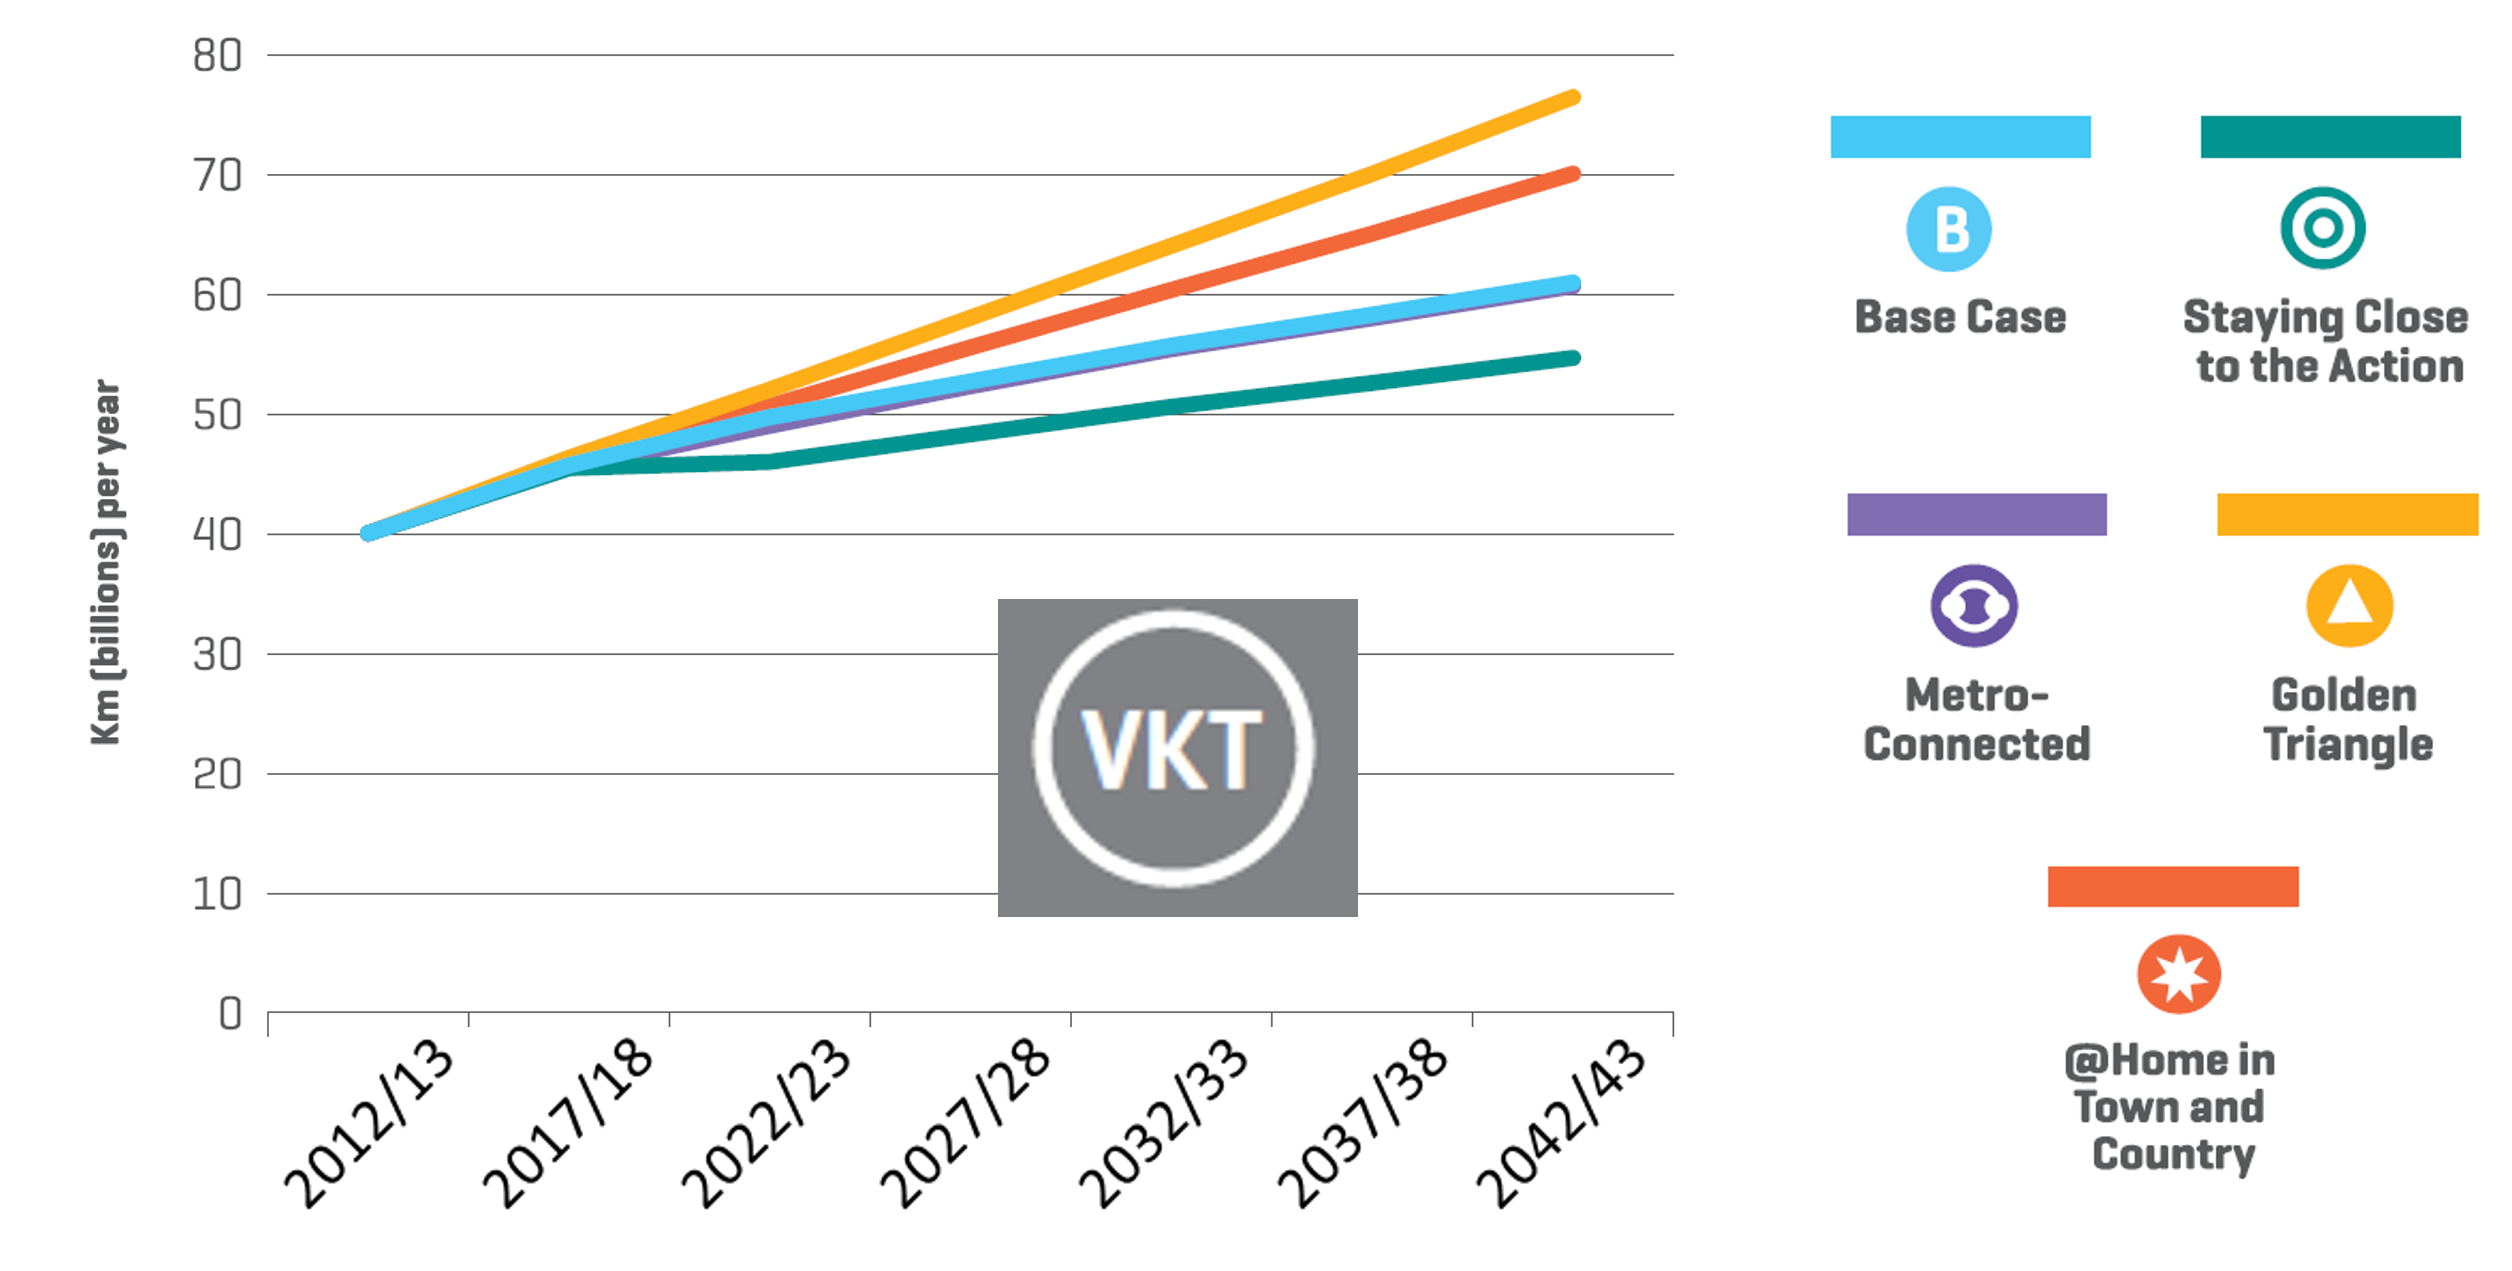 80
70
60
50
40
30
20
10
0
Km (billions) per year
2012/13
2017/18
2022/23
2027/28
2032/33
2037/38
2042/43
VKT
B
Base Case
Staying Close
to the Action
Metro-
Connected
Golden
Triangle
@Home in
Town and
Country